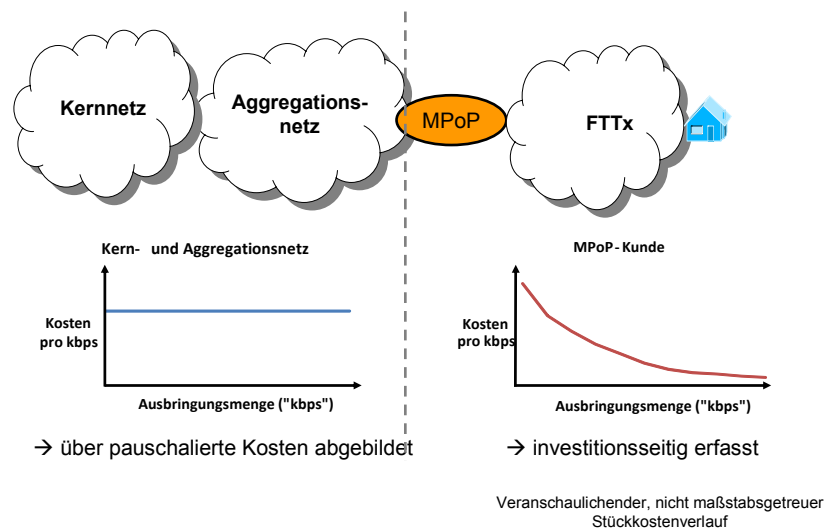 Kernnetz
Aggregations-
netz
MPoP
FTTx
Kern- und Aggregationsnetz
Kosten
pro kbps
Ausbringungsmenge ("kbps")
→ über pauschalierte Kosten abgebildet
MPoP-Kunde
Kosten
pro kbps
Ausbringungsmenge ("kbps")
→ investitionsseitig erfasst
Veranschaulichender, nicht maßstabsgetreuer
Stückkostenverlauf